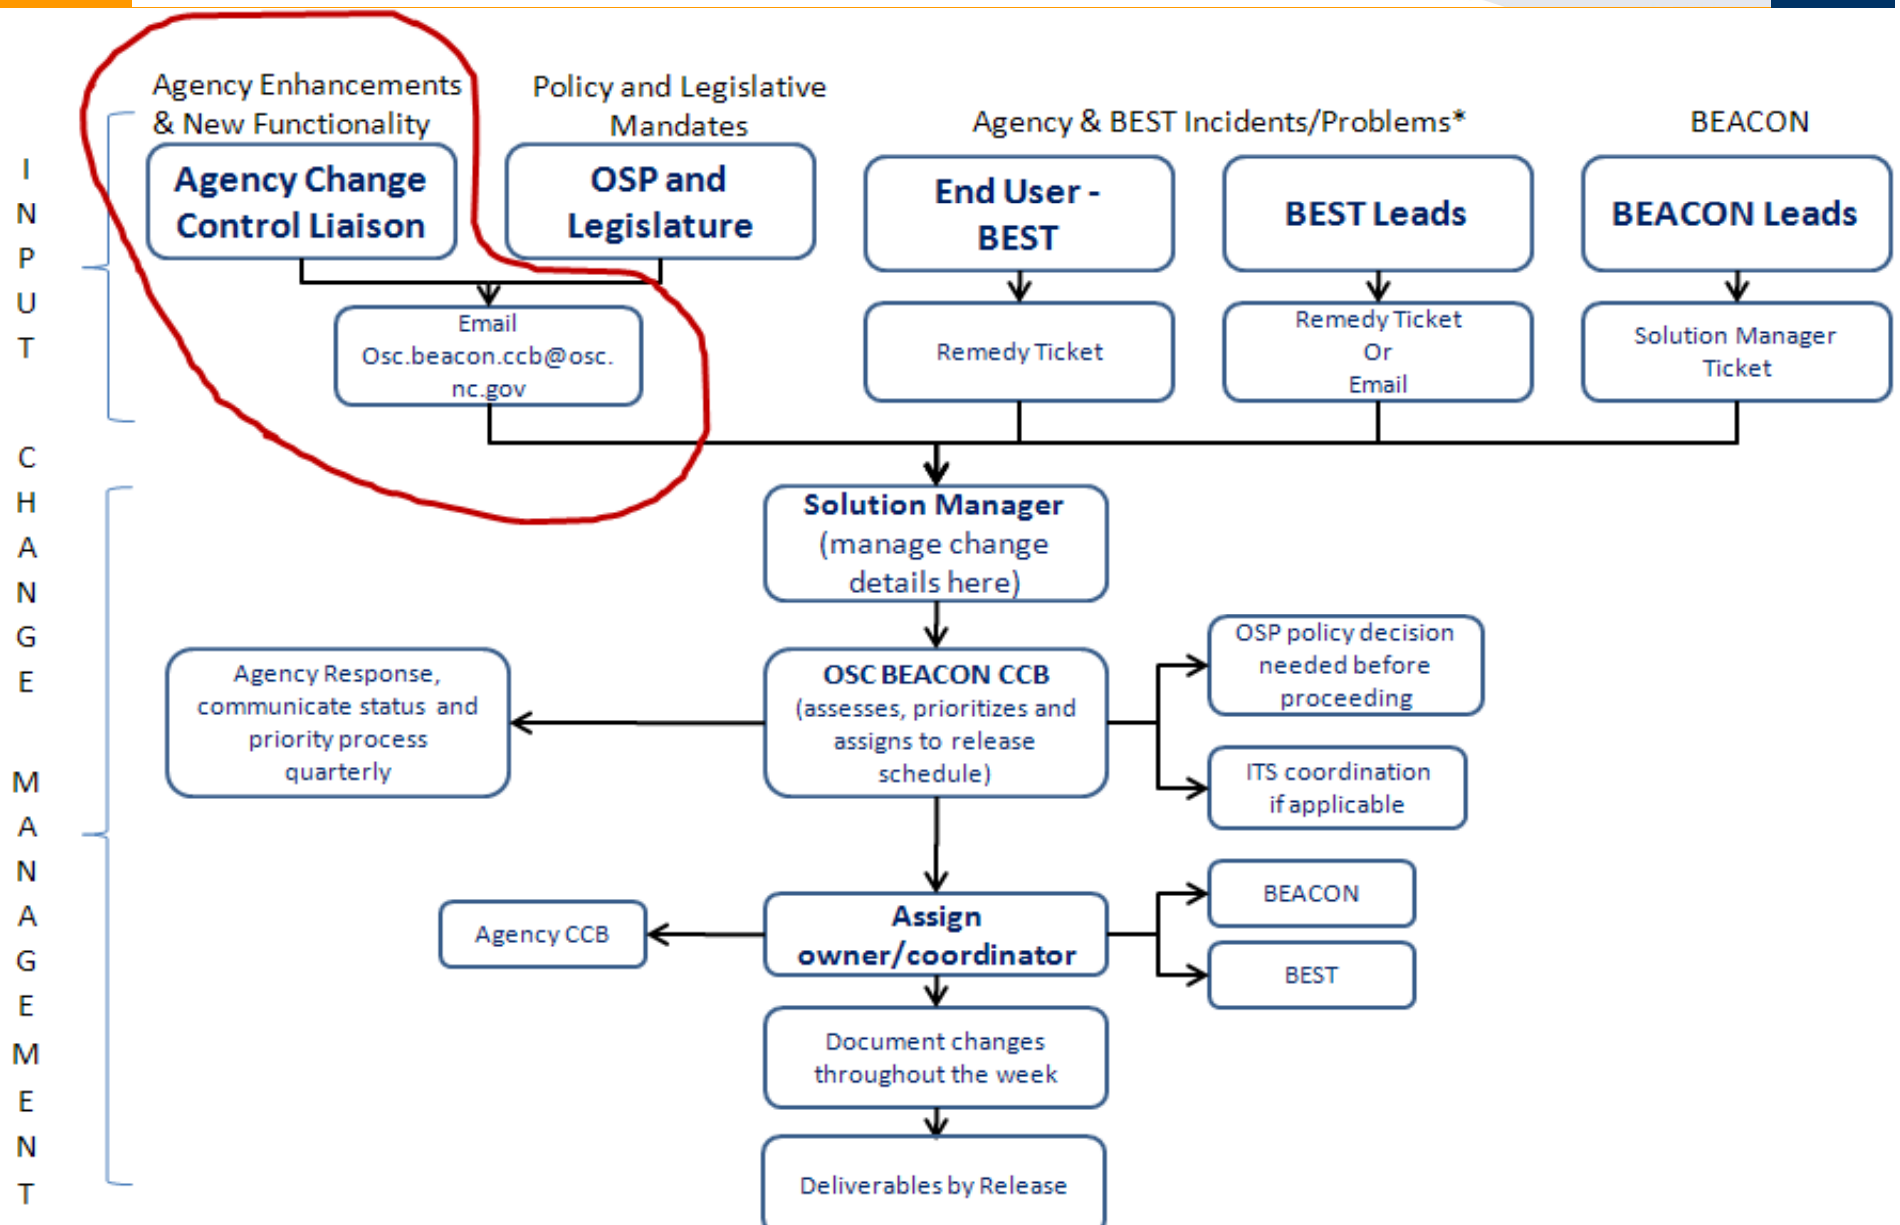 Agency Enhancements
& New Functionality
Policy and Legislative
Mandates
Agency & BEST Incidents/Problems*
BEACON
INPUT
Agency Change
Control Liaison
OSP and
Legislature
End User -
BEST
BEST Leads
BEACON Leads
Email
Osc.beacon.ccb@osc.
nc.gov
Remedy Ticket
Remedy Ticket
Or
Email
Solution Manager
Ticket
CHANGE MANAGEMENT
Solution Manager
(manage change
details here)
Agency Response,
communicate status and
priority process
quarterly
OSC BEACON CCB
(assesses, prioritizes and
assigns to release
schedule)
OSP policy decision
needed before
proceeding
ITS coordination
if applicable
Agency CCB
Assign
owner/coordinator
BEACON
BEST
Document changes
throughout the week
Deliverables by Release